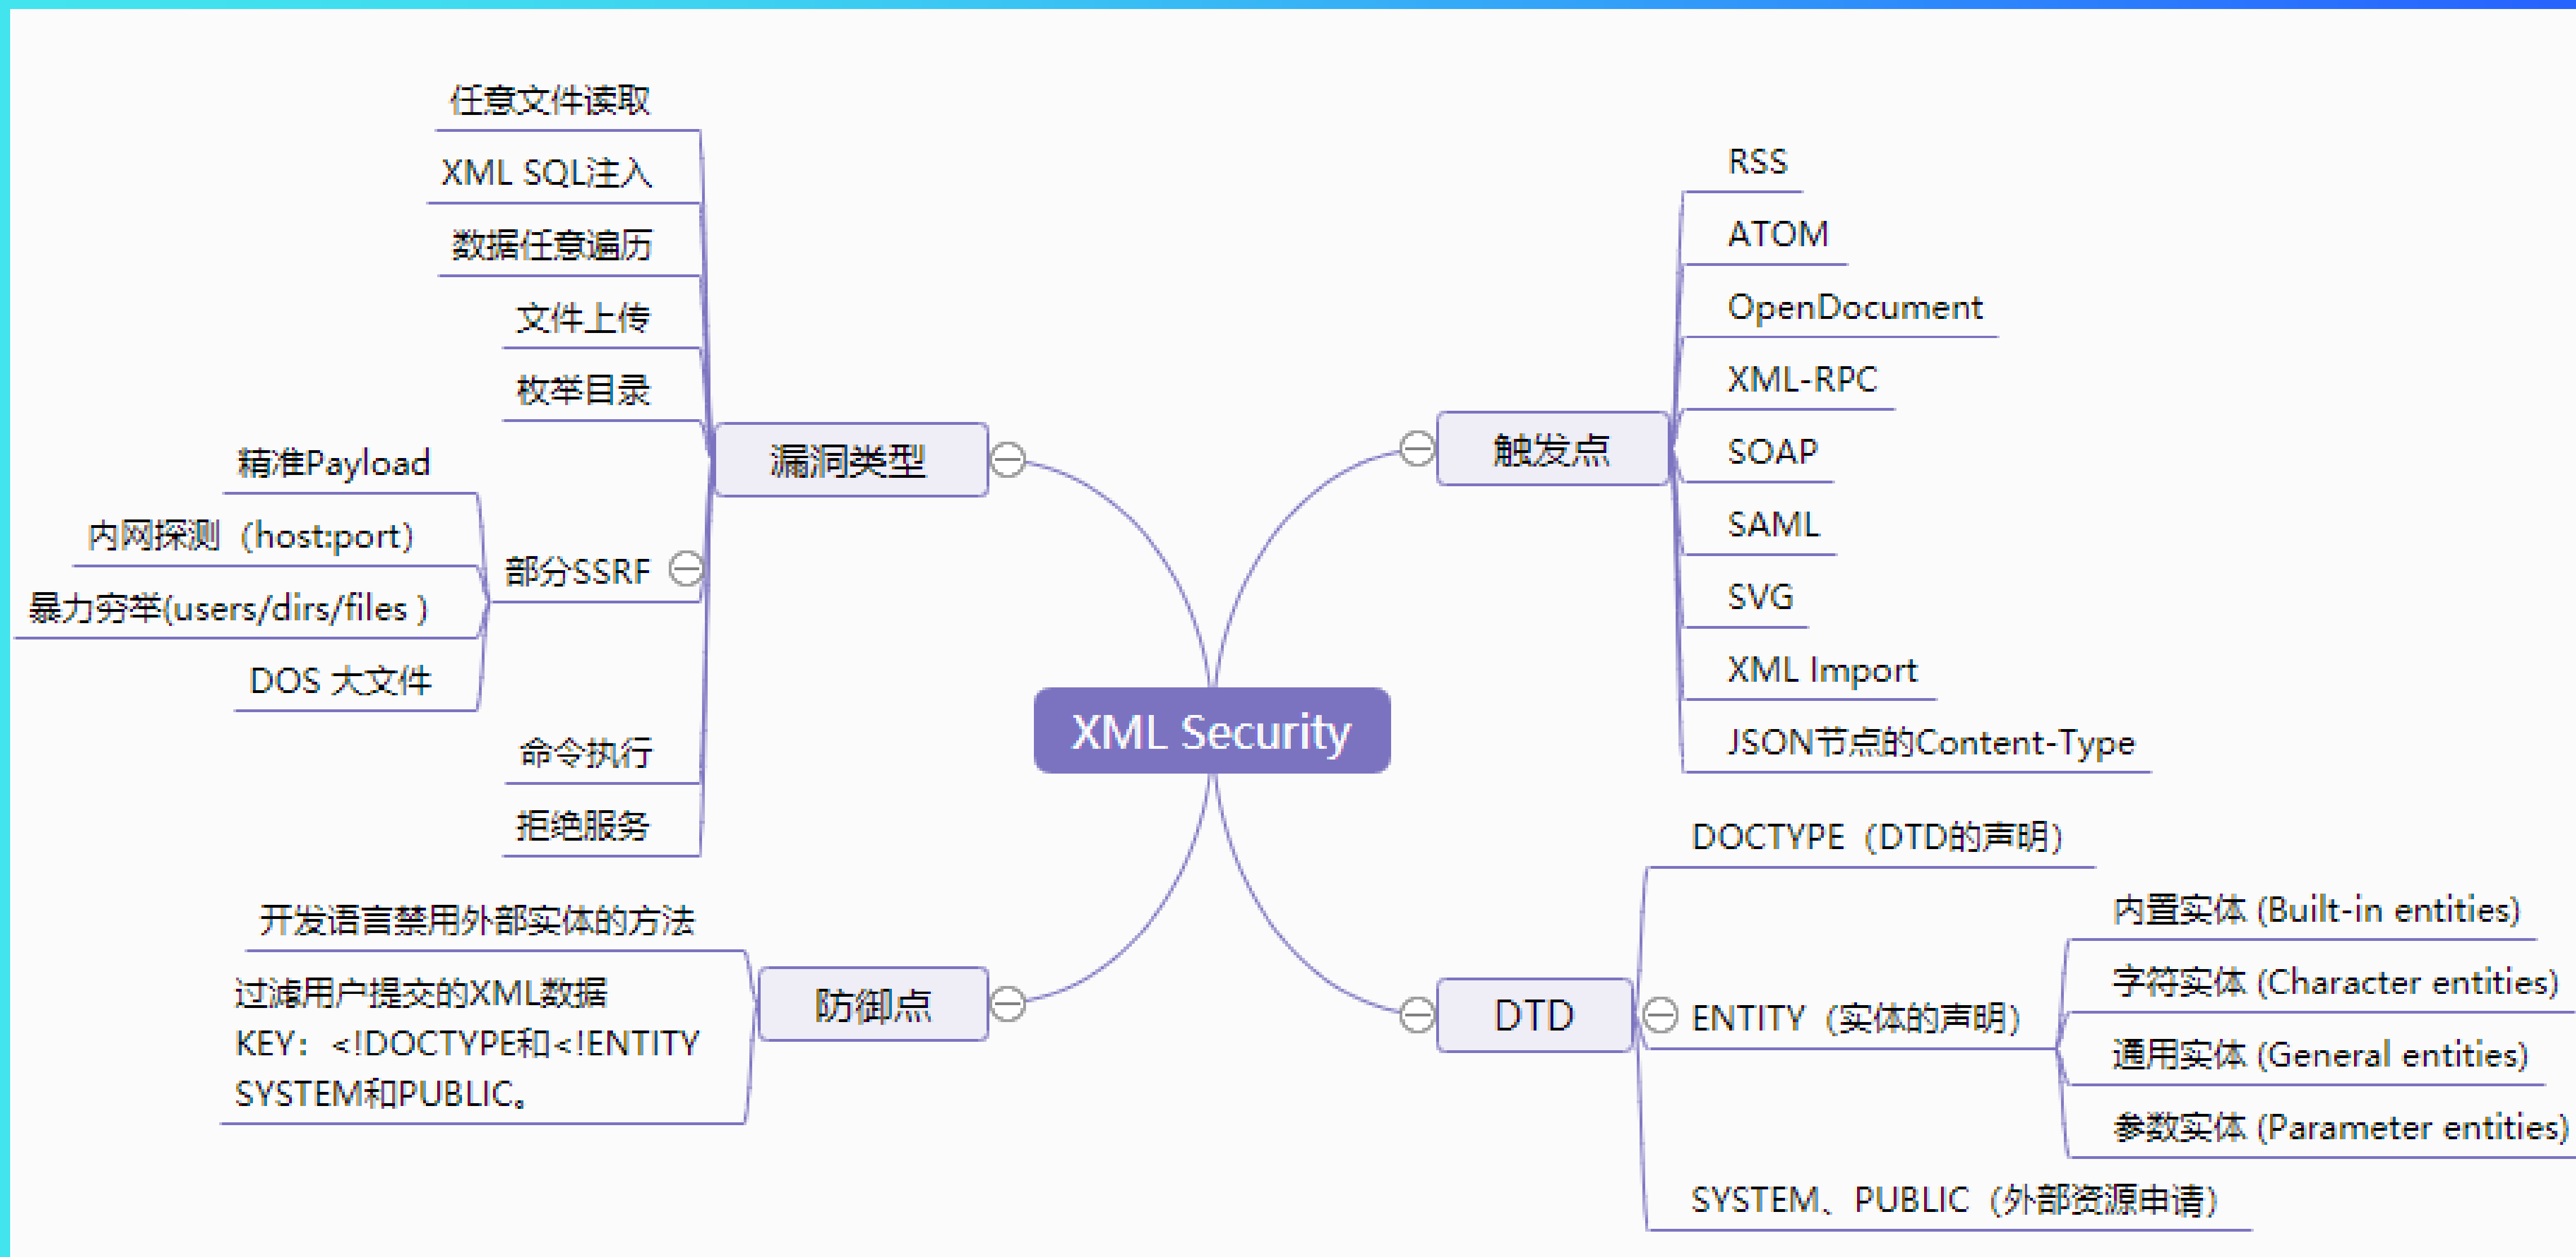 任意文件读取
XML SQL注入
数据任意遍历
文件上传
枚举目录
漏洞类型
精准Payload
内网探测（host:port）
暴力穷举(users/dirs/files )
DOS 大文件
部分SSRF
命令执行
拒绝服务
开发语言禁用外部实体的方法
过滤用户提交的XML数据
KEY：<!DOCTYPE和<!ENTITY
SYSTEM和PUBLIC。
防御点
XML Security
触发点
RSS
ATOM
OpenDocument
XML-RPC
SOAP
SAML
SVG
XML Import
JSON节点的Content-Type
DTD
DOCTYPE（DTD的声明）
ENTITY（实体的声明）
内置实体 (Built-in entities)
字符实体 (Character entities)
通用实体 (General entities)
参数实体 (Parameter entities)
SYSTEM、PUBLIC（外部资源申请）